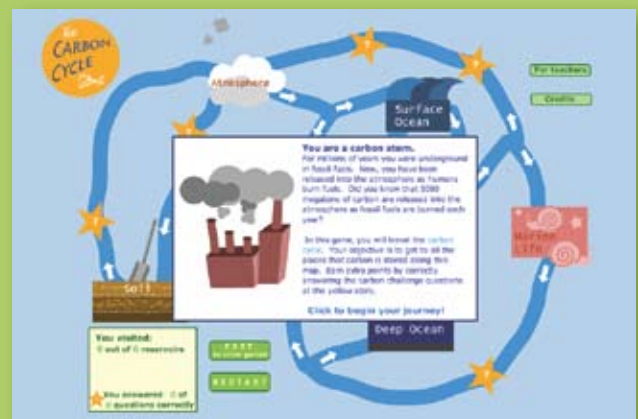 The
CARBON
CYCLE
Game
Atmosphere
For teachers
Credits
Surface
Ocean
You are a carbon atom.
For millions of years you were underground
in fossil fuels. Now, you have been
released into the atmosphere as humans
burn fuels. Did you know that
megatons of carbon are released into the
atmosphere as fossil fuels are burned each
year?
In this game, you will travel the carbon
cycle. Your objective is to get to all the
places that carbon is stored along this
map. Earn extra points by correctly
answering the carbon challenge questions
at the yellow stars.
Click to begin your journey!
Marine
Life
Soil
Deep Ocean
You visited:
0 out of 6 reservoirs
RESTART
You answered 0 of
0 questions correctly
?
?
?
?
?